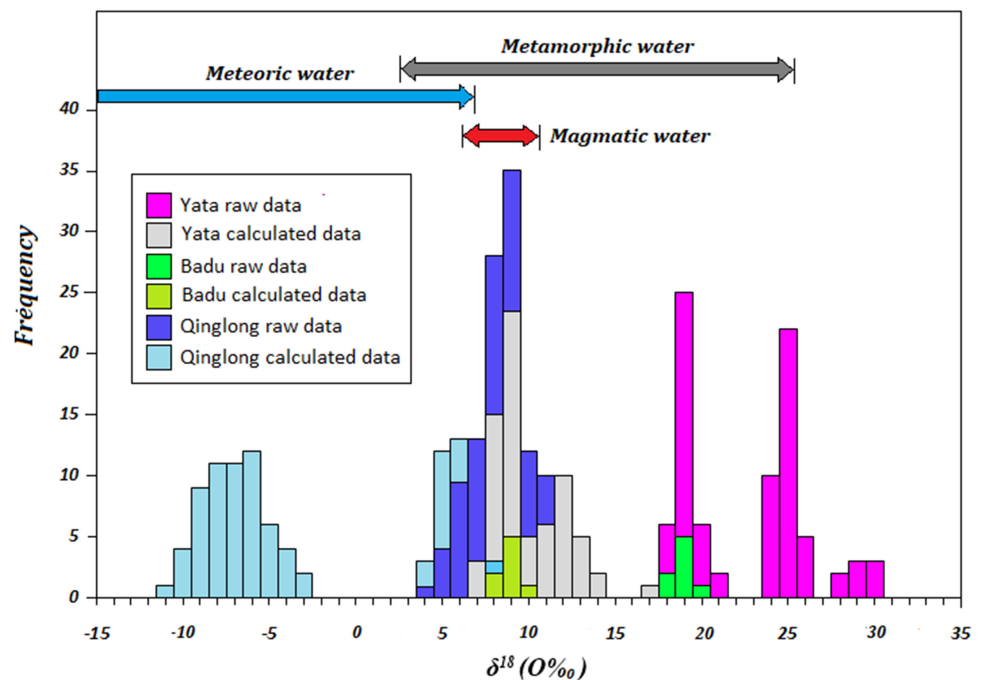 Metamorphic water
Meteoric water
Magmatic water
Frequency
40
35
30
25
20
15
10
5
0
Yata raw data
Yata calculated data
Badu raw data
Badu calculated data
Qinglong raw data
Qinglong calculated data
-15 -10 -5 0 5 10 15 20 25 30 35
δ¹⁸ (O‰)